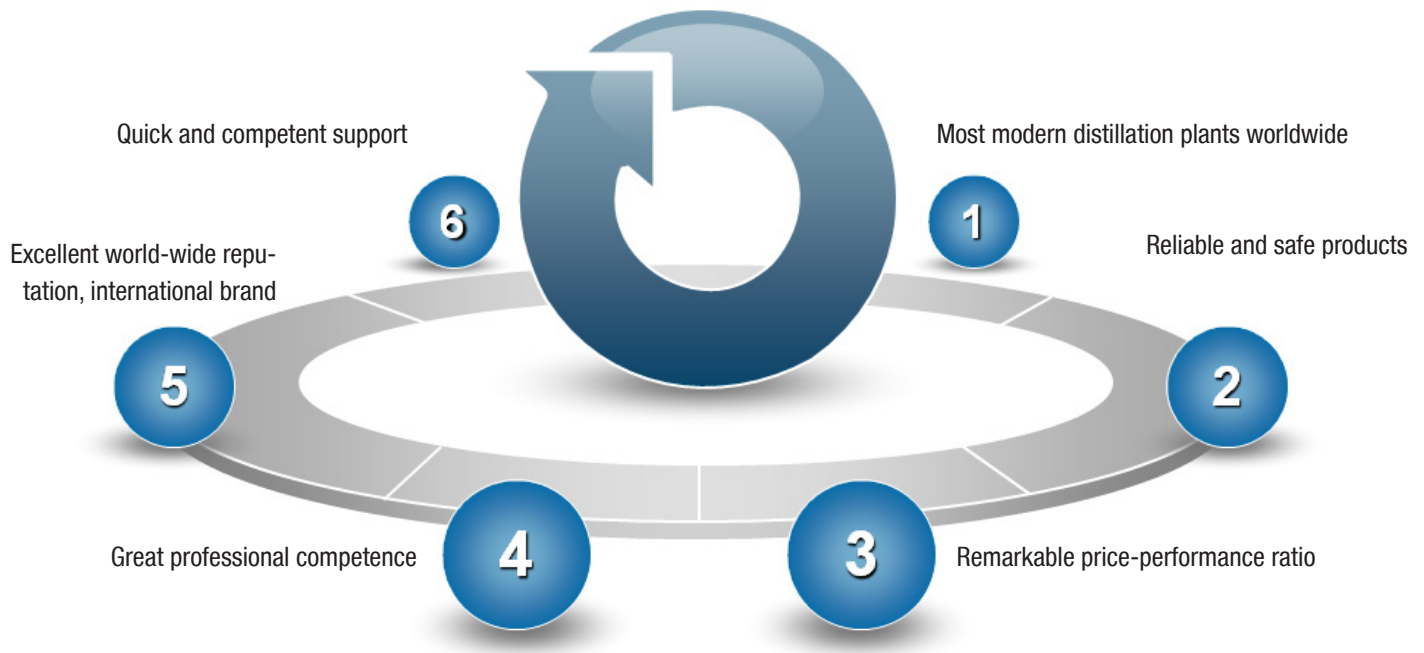 Quick and competent support
Most modern distillation plants worldwide
6
1
Reliable and safe products
Excellent world-wide repu-
tation, international brand
5
2
4
3
Great professional competence
Remarkable price-performance ratio